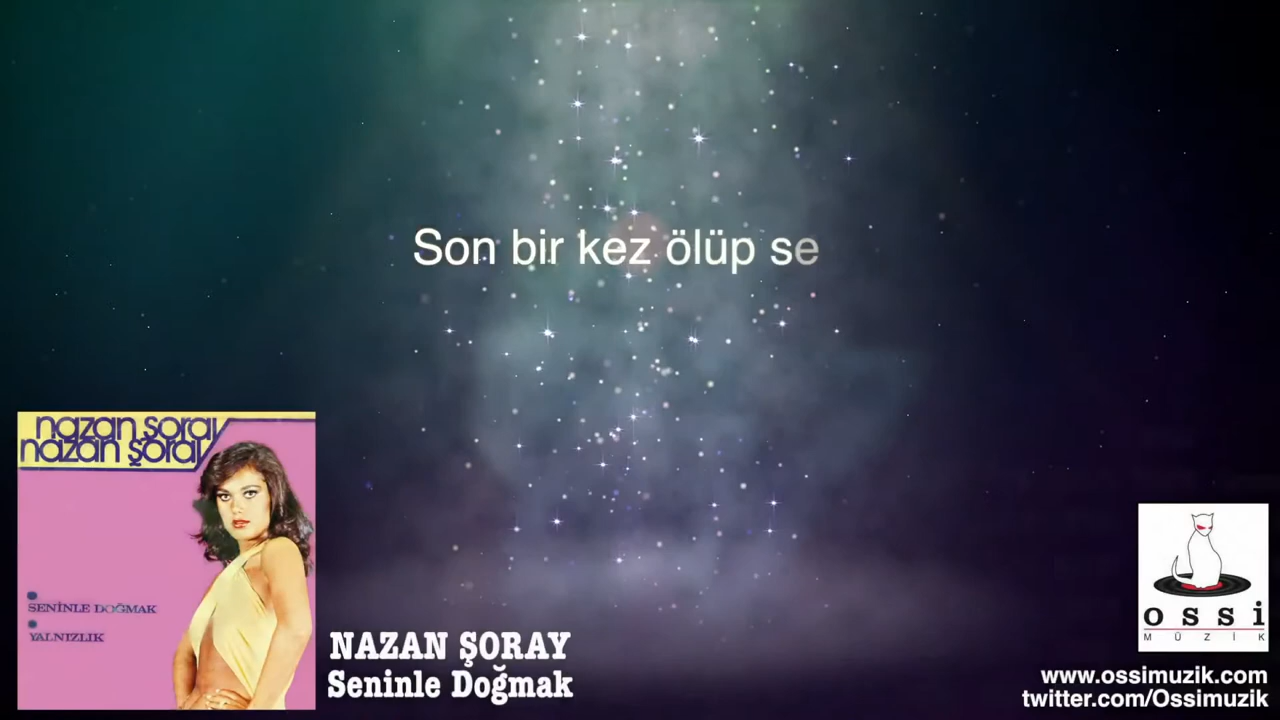 Son bir kez ölüp se
nazan şoray
nazan şoray
SENİNLE DOĞMAK
YALNIZLIK
NAZAN ŞORAY
Seninle Doğmak
ossi
MÜZİK
www.ossimuzik.com
twitter.com/Ossimuzik